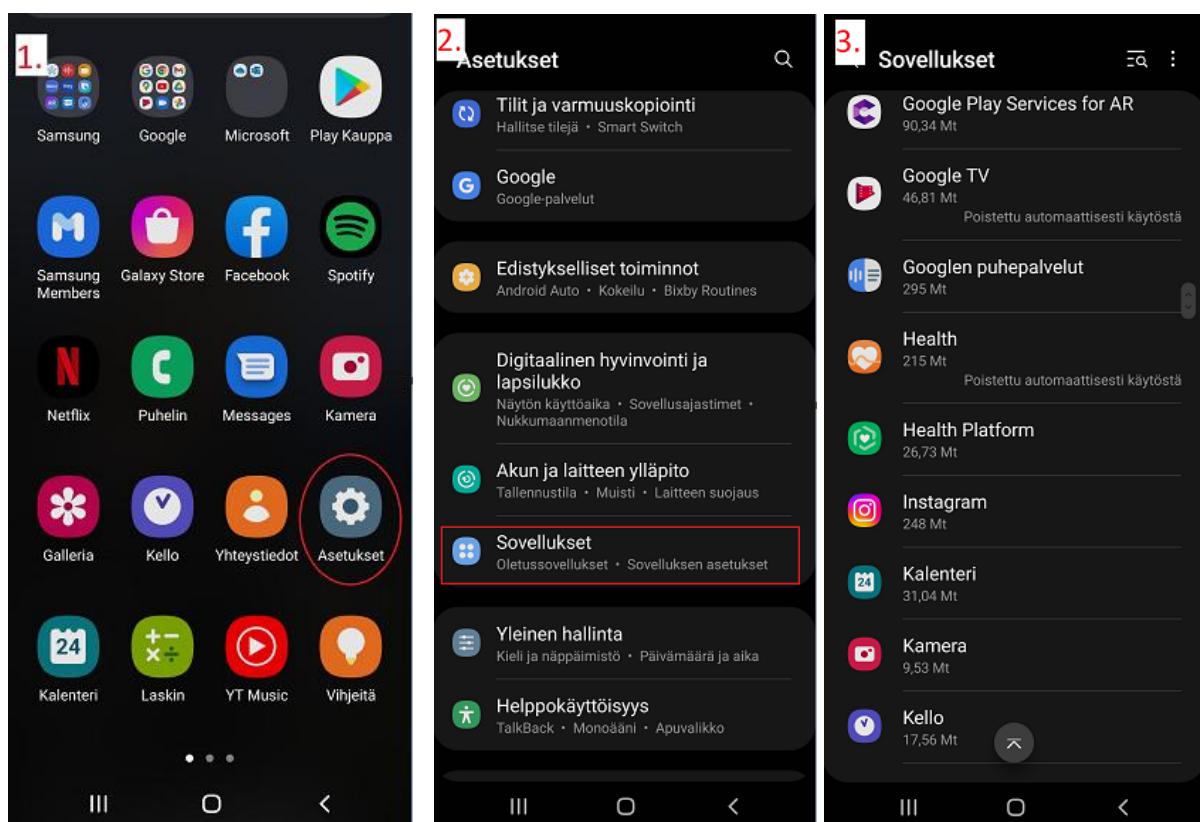 1.
Samsung
Google
Microsoft
Play Kauppa
Samsung
Members
Galaxy Store
Facebook
Spotify
Netflix
Puhelin
Messages
Kamera
Galleria
Kello
Yhteystiedot
Asetukset
24
Kalenteri
Laskin
YT Music
Vihjeitä
2.
Asetukset
Tilit ja varmuuskopiointi
Hallitse tilejä • Smart Switch
Google
Google-palvelut
Edistykselliset toiminnot
Android Auto • Kokeilu • Bixby Routines
Digitaalinen hyvinvointi ja
lapsilukko
Näytön käyttöaika • Sovellusajastimet •
Nukkumaanmenotila
Akun ja laitteen ylläpito
Tallennustila • Muisti • Laitteen suojaus
Sovellukset
Oletussovellukset • Sovelluksen asetukset
Yleinen hallinta
Kieli ja näppäimistö • Päivämäärä ja aika
Helppokäyttöisyys
TalkBack • Monoääni • Apuvalikko
3.
Sovellukset
Google Play Services for AR
90,34 Mt
Google TV
46,81 Mt
Poistettu automaattisesti käytöstä
Googlen puhepalvelut
295 Mt
Health
215 Mt
Poistettu automaattisesti käytöstä
Health Platform
26,73 Mt
Instagram
248 Mt
24
Kalenteri
31,04 Mt
Kamera
9,53 Mt
Kello
17,56 Mt